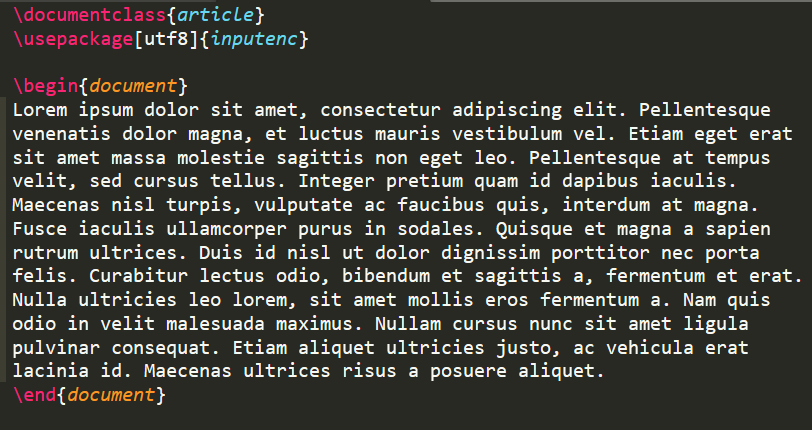 \documentclass{article}
\usepackage[utf8]{inputenc}
\begin{document}
Lorem ipsum dolor sit amet, consectetur adipiscing elit. Pellentesque
venenatis dolor magna, et luctus mauris vestibulum vel. Etiam eget erat
sit amet massa molestie sagittis non eget leo. Pellentesque at tempus
velit, sed cursus tellus. Integer pretium quam id dapibus iaculis.
Maecenas nisl turpis, vulputate ac faucibus quis, interdum at magna.
Fusce iaculis ullamcorper purus in sodales. Quisque et magna a sapien
rutrum ultrices. Duis id nisl ut dolor dignissim porttitor nec porta
felis. Curabitur lectus odio, bibendum et sagittis a, fermentum et erat.
Nulla ultricies leo lorem, sit amet mollis eros fermentum a. Nam quis
odio in velit malesuada maximus. Nullam cursus nunc sit amet ligula
pulvinar consequat. Etiam aliquet ultricies justo, ac vehicula erat
lacinia id. Maecenas ultrices risus a posuere aliquet.
\end{document}